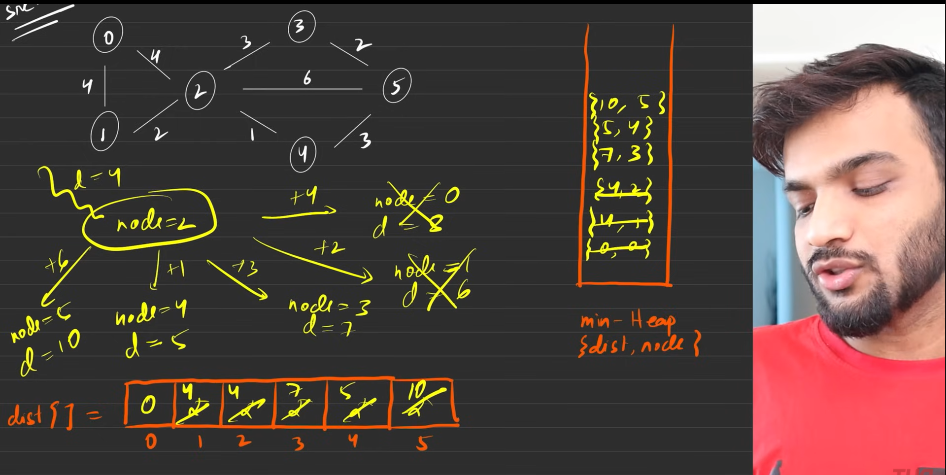 src
0
4
4
1
2
2
3
3
2
6
5
1
4
3
d=4
node=2
+4
node=0
d=8
+2
node=1
d=6
+3
node=3
d=7
+1
node=4
d=5
+6
node=5
d=10
{10, 5}
{5, 4}
{7, 3}
{4, 2}
{4, 1}
{0, 0}
min-Heap
{dist, node}
dist[] = 0 4 4 7 5 10
0 1 2 3 4 5